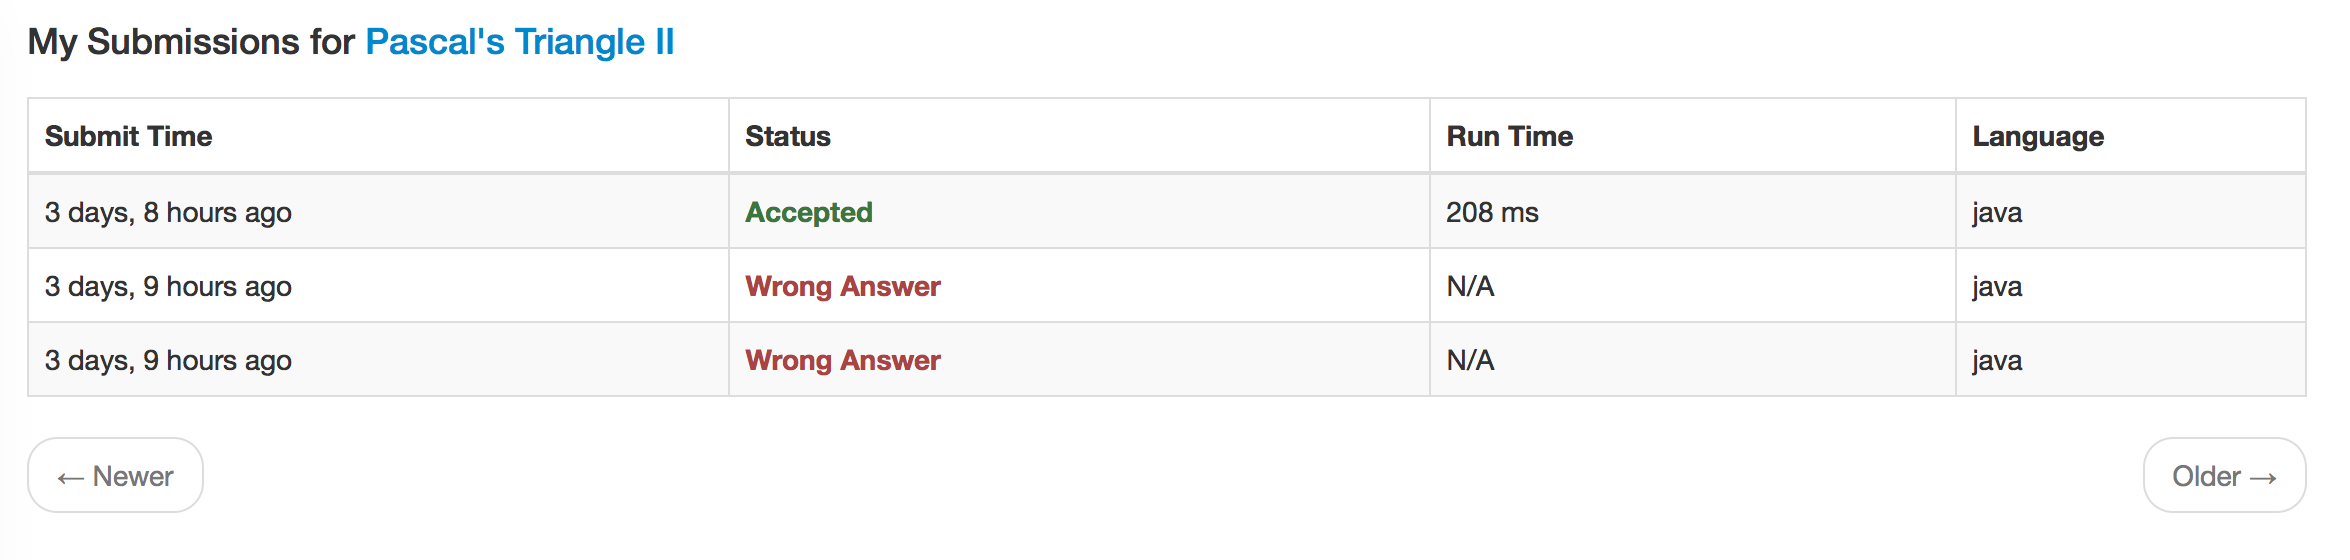 My Submissions for Pascal's Triangle II
Submit Time Status Run Time Language
3 days, 8 hours ago Accepted 208 ms java
3 days, 9 hours ago Wrong Answer N/A java
3 days, 9 hours ago Wrong Answer N/A java
← Newer Older →